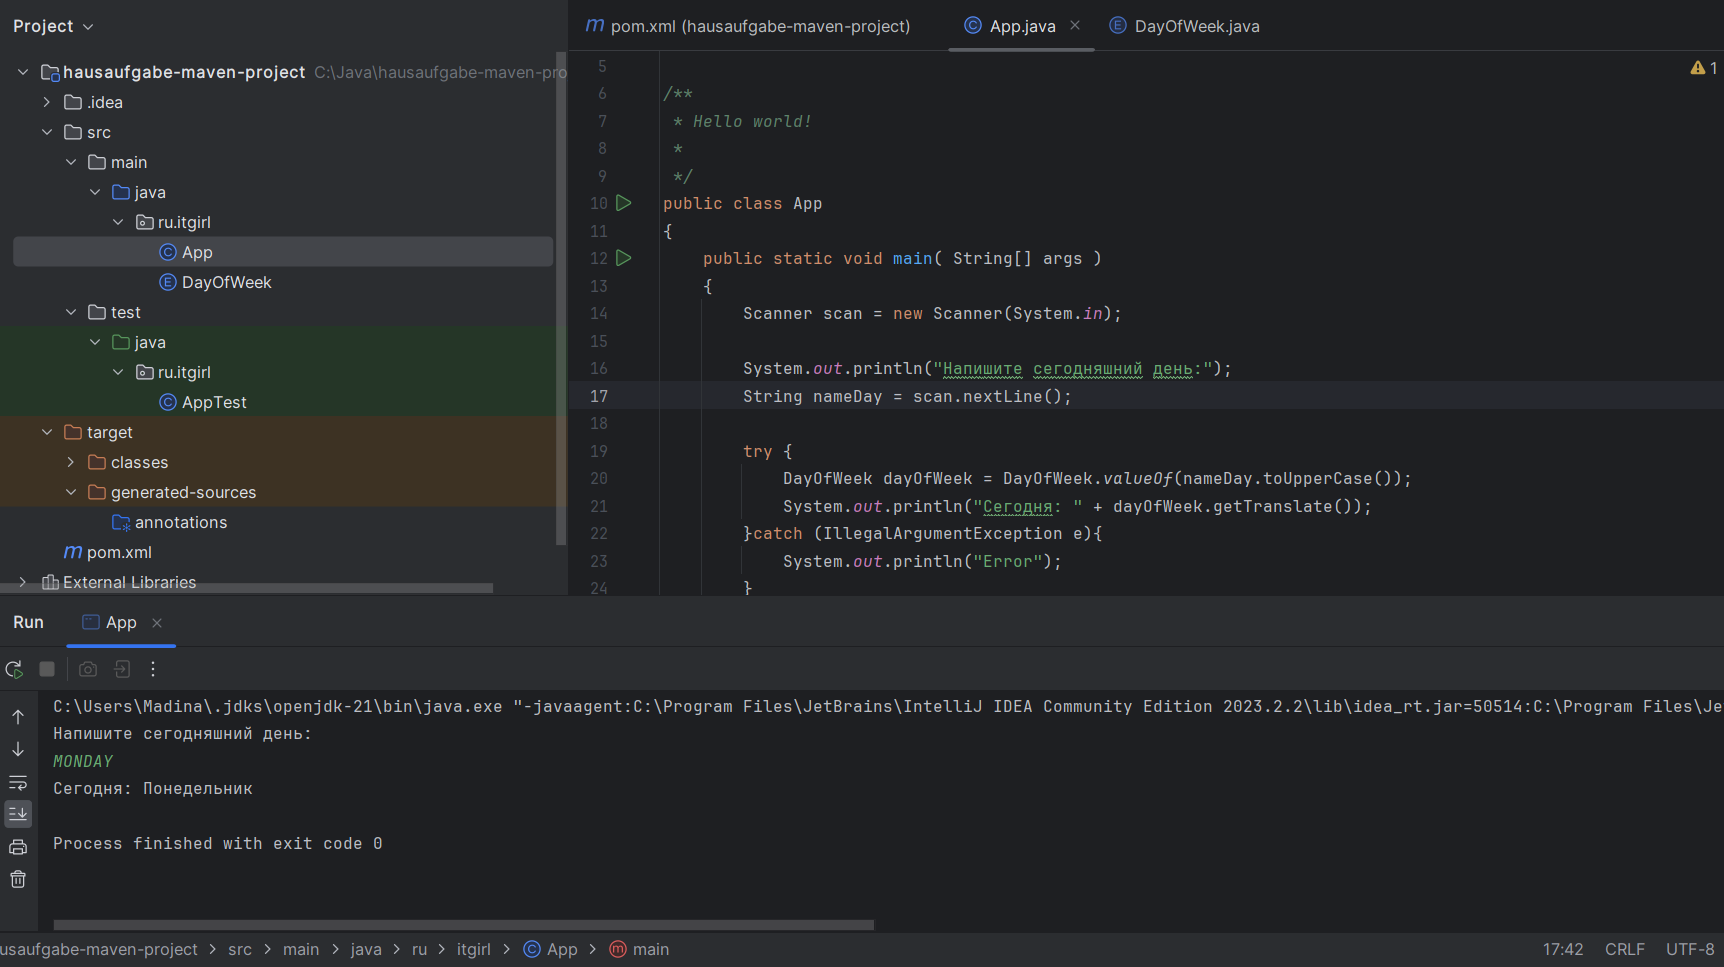 Project
hausaufgabe-maven-project C:\Java\hausaufgabe-maven-pro
.idea
src
main
java
ru.itgirl
App
DayOfWeek
test
java
ru.itgirl
AppTest
target
classes
generated-sources
annotations
pom.xml
External Libraries
pom.xml (hausaufgabe-maven-project) App.java DayOfWeek.java
1
5
6 /**
7 * Hello world!
8 *
9 */
10 public class App
11 {
12 public static void main( String[] args )
13 {
14 Scanner scan = new Scanner(System.in);
15
16 System.out.println("Напишите сегодняшний день:");
17 String nameDay = scan.nextLine();
18
19 try {
20 DayOfWeek dayOfWeek = DayOfWeek.valueOf(nameDay.toUpperCase());
21 System.out.println("Сегодня: " + dayOfWeek.getTranslate());
22 }catch (IllegalArgumentException e){
23 System.out.println("Error");
24 }
Run App
C:\Users\Madina\.jdks\openjdk-21\bin\java.exe "-javaagent:C:\Program Files\JetBrains\IntelliJ IDEA Community Edition 2023.2.2\lib\idea_rt.jar=50514:C:\Program Files\Je
Напишите сегодняшний день:
MONDAY
Сегодня: Понедельник
Process finished with exit code 0
usaufgabe-maven-project > src > main > java > ru > itgirl > App > main 17:42 CRLF UTF-8